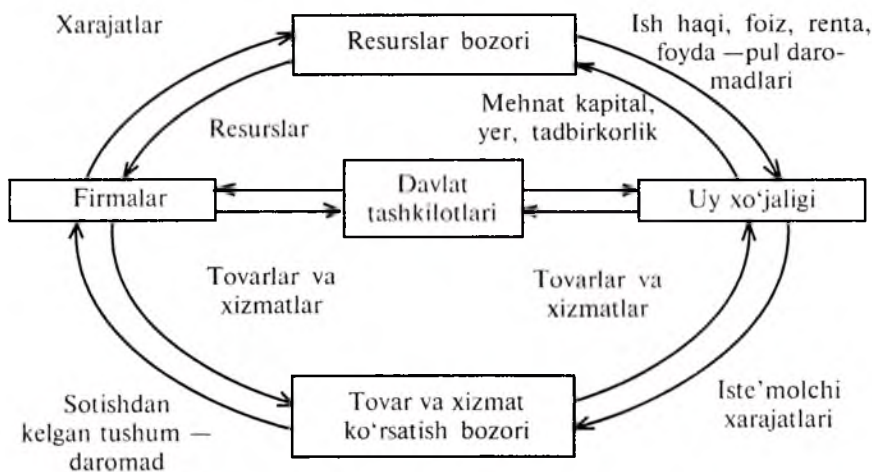 Xarajatlar
Resurslar bozori
Ish haqi, foiz, renta,
foyda —pul daro-
madlari
Resurslar
Mehnat kapital,
yer, tadbirkorlik
Firmalar
Davlat
tashkilotlari
Uy xo‘jaligi
Tovarlar va
xizmatlar
Tovarlar va
xizmatlar
Sotishdan
kelgan tushum —
daromad
Tovar va xizmat
ko‘rsatish bozori
Iste’molchi
xarajatlari